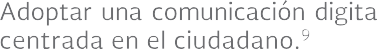 Adoptar una comunicación digita
centrada en el ciudadano.⁹